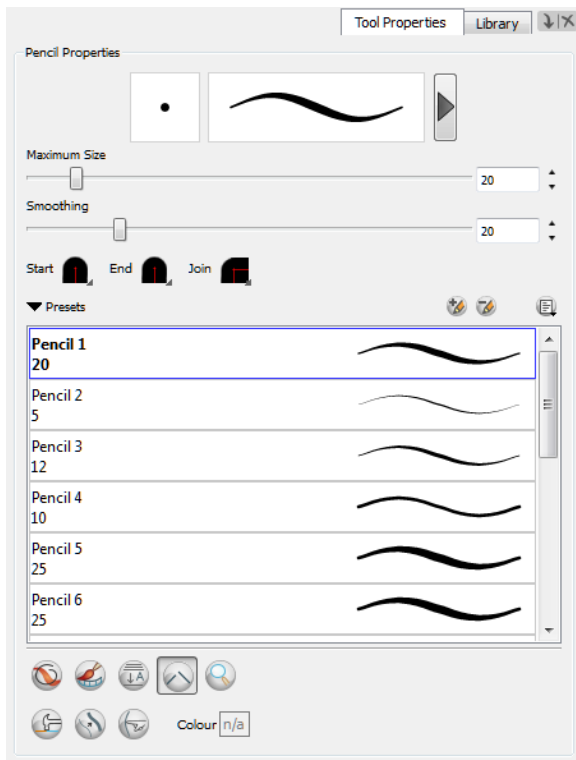 Tool Properties Library
Pencil Properties
Maximum Size
20
Smoothing
20
Start End Join
Presets
Pencil 1
20
Pencil 2
5
Pencil 3
12
Pencil 4
10
Pencil 5
25
Pencil 6
25
A
Colour n/a